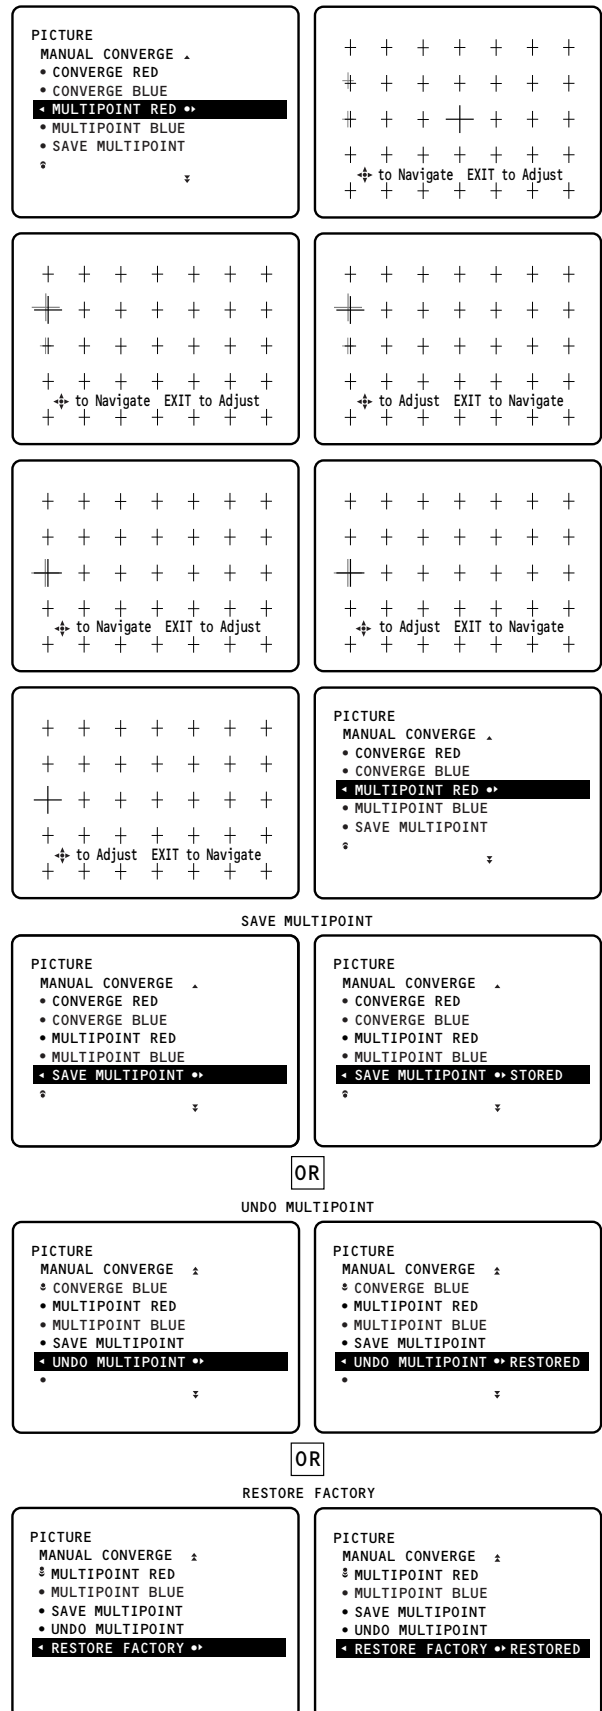 PICTURE
MANUAL CONVERGE
CONVERGE RED
CONVERGE BLUE
MULTIPOINT RED
MULTIPOINT BLUE
SAVE MULTIPOINT
to Navigate EXIT to Adjust
to Navigate EXIT to Adjust
to Adjust EXIT to Navigate
to Navigate EXIT to Adjust
to Adjust EXIT to Navigate
to Adjust EXIT to Navigate
PICTURE
MANUAL CONVERGE
CONVERGE RED
CONVERGE BLUE
MULTIPOINT RED
MULTIPOINT BLUE
SAVE MULTIPOINT
SAVE MULTIPOINT
PICTURE
MANUAL CONVERGE
CONVERGE RED
CONVERGE BLUE
MULTIPOINT RED
MULTIPOINT BLUE
SAVE MULTIPOINT
PICTURE
MANUAL CONVERGE
CONVERGE RED
CONVERGE BLUE
MULTIPOINT RED
MULTIPOINT BLUE
SAVE MULTIPOINT STORED
OR
UNDO MULTIPOINT
PICTURE
MANUAL CONVERGE
CONVERGE BLUE
MULTIPOINT RED
MULTIPOINT BLUE
SAVE MULTIPOINT
UNDO MULTIPOINT
PICTURE
MANUAL CONVERGE
CONVERGE BLUE
MULTIPOINT RED
MULTIPOINT BLUE
SAVE MULTIPOINT
UNDO MULTIPOINT RESTORED
OR
RESTORE FACTORY
PICTURE
MANUAL CONVERGE
MULTIPOINT RED
MULTIPOINT BLUE
SAVE MULTIPOINT
UNDO MULTIPOINT
RESTORE FACTORY
PICTURE
MANUAL CONVERGE
MULTIPOINT RED
MULTIPOINT BLUE
SAVE MULTIPOINT
UNDO MULTIPOINT
RESTORE FACTORY RESTORED